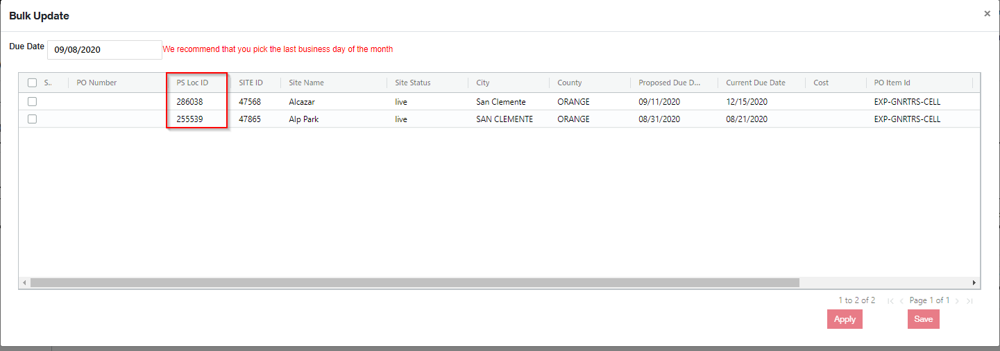 Bulk Update ×
Due Date 09/08/2020 We recommend that you pick the last business day of the month
S.. PO Number PS Loc ID SITE ID Site Name Site Status City County Proposed Due D... Current Due Date Cost PO Item Id
286038 47568 Alcazar live San Clemente ORANGE 09/11/2020 12/15/2020 EXP-GNRTRS-CELL
255539 47865 Alp Park live SAN CLEMENTE ORANGE 08/31/2020 08/21/2020 EXP-GNRTRS-CELL
1 to 2 of 2 Page 1 of 1
Apply Save